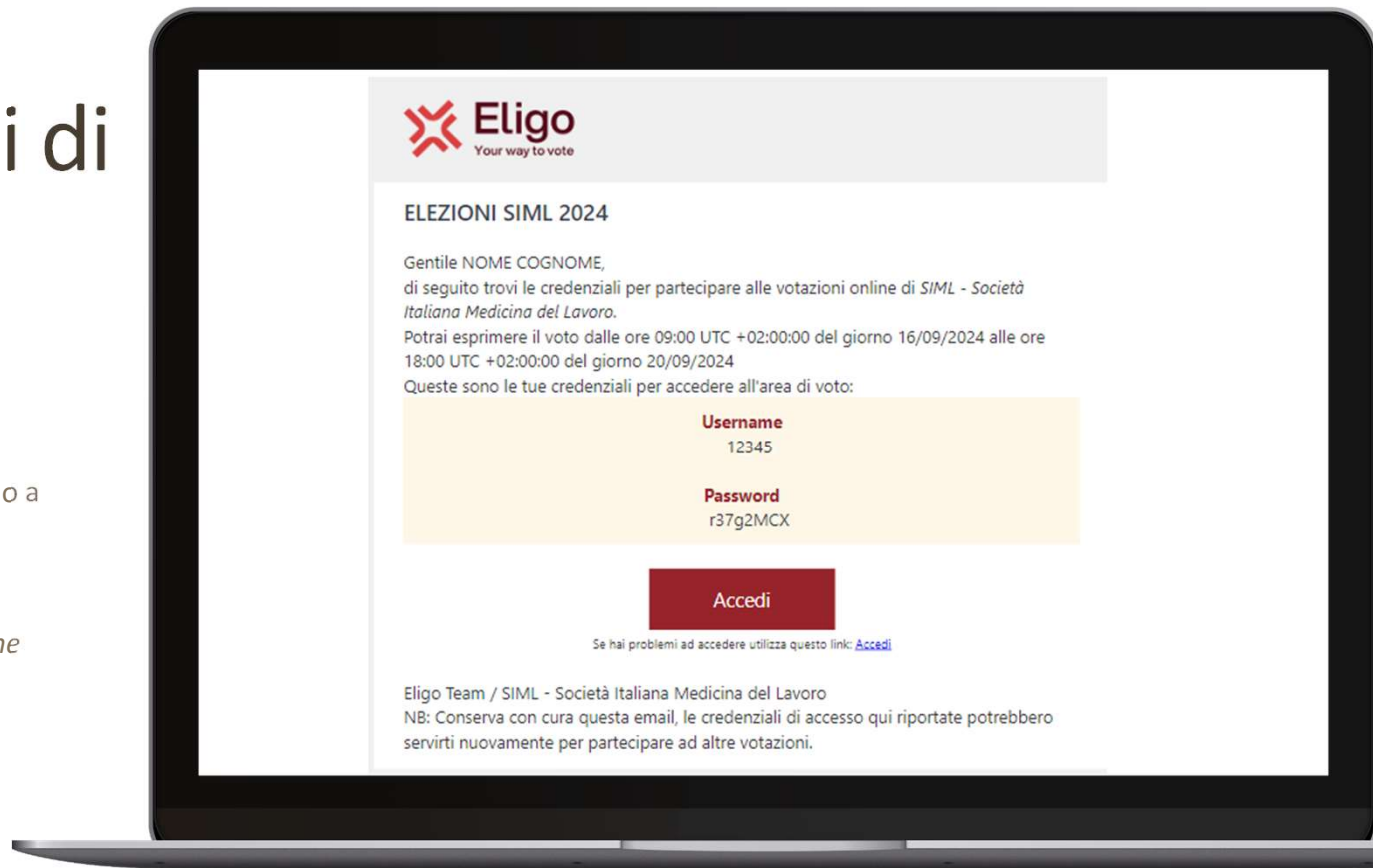 i di
o a
ne
Eligo
Your way to vote
ELEZIONI SIML 2024
Gentile NOME COGNOME,
di seguito trovi le credenziali per partecipare alle votazioni online di SIML - Società
Italiana Medicina del Lavoro.
Potrai esprimere il voto dalle ore 09:00 UTC +02:00:00 del giorno 16/09/2024 alle ore
18:00 UTC +02:00:00 del giorno 20/09/2024
Queste sono le tue credenziali per accedere all'area di voto:
Username
12345
Password
r37g2MCX
Accedi
Se hai problemi ad accedere utilizza questo link: Accedi
Eligo Team / SIML - Società Italiana Medicina del Lavoro
NB: Conserva con cura questa email, le credenziali di accesso qui riportate potrebbero
servirti nuovamente per partecipare ad altre votazioni.